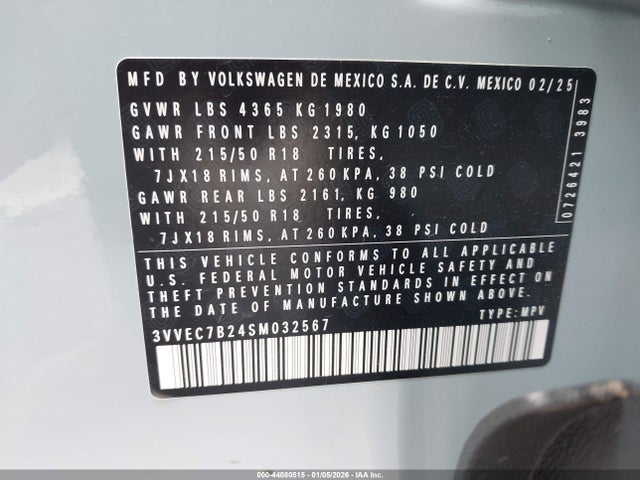 MFD BY VOLKSWAGEN DE MEXICO S.A. DE C.V. MEXICO 02/25
GVWR LBS 4365 KG 1980
GAWR FRONT LBS 2315, KG 1050
WITH 215/50 R18 TIRES,
7JX18 RIMS, AT 260 KPA, 38 PSI COLD
GAWR REAR LBS 2161, KG 980
WITH 215/50 R18 TIRES,
7JX18 RIMS, AT 260 KPA, 38 PSI COLD
0726421 3983
THIS VEHICLE CONFORMS TO ALL APPLICABLE
U.S. FEDERAL MOTOR VEHICLE SAFETY AND
THEFT PREVENTION STANDARDS IN EFFECT ON
THE DATE OF MANUFACTURE SHOWN ABOVE.
3VVEC7B24SM032567 TYPE: MPV
000-44080515 - 01/05/2026 - IAA Inc.